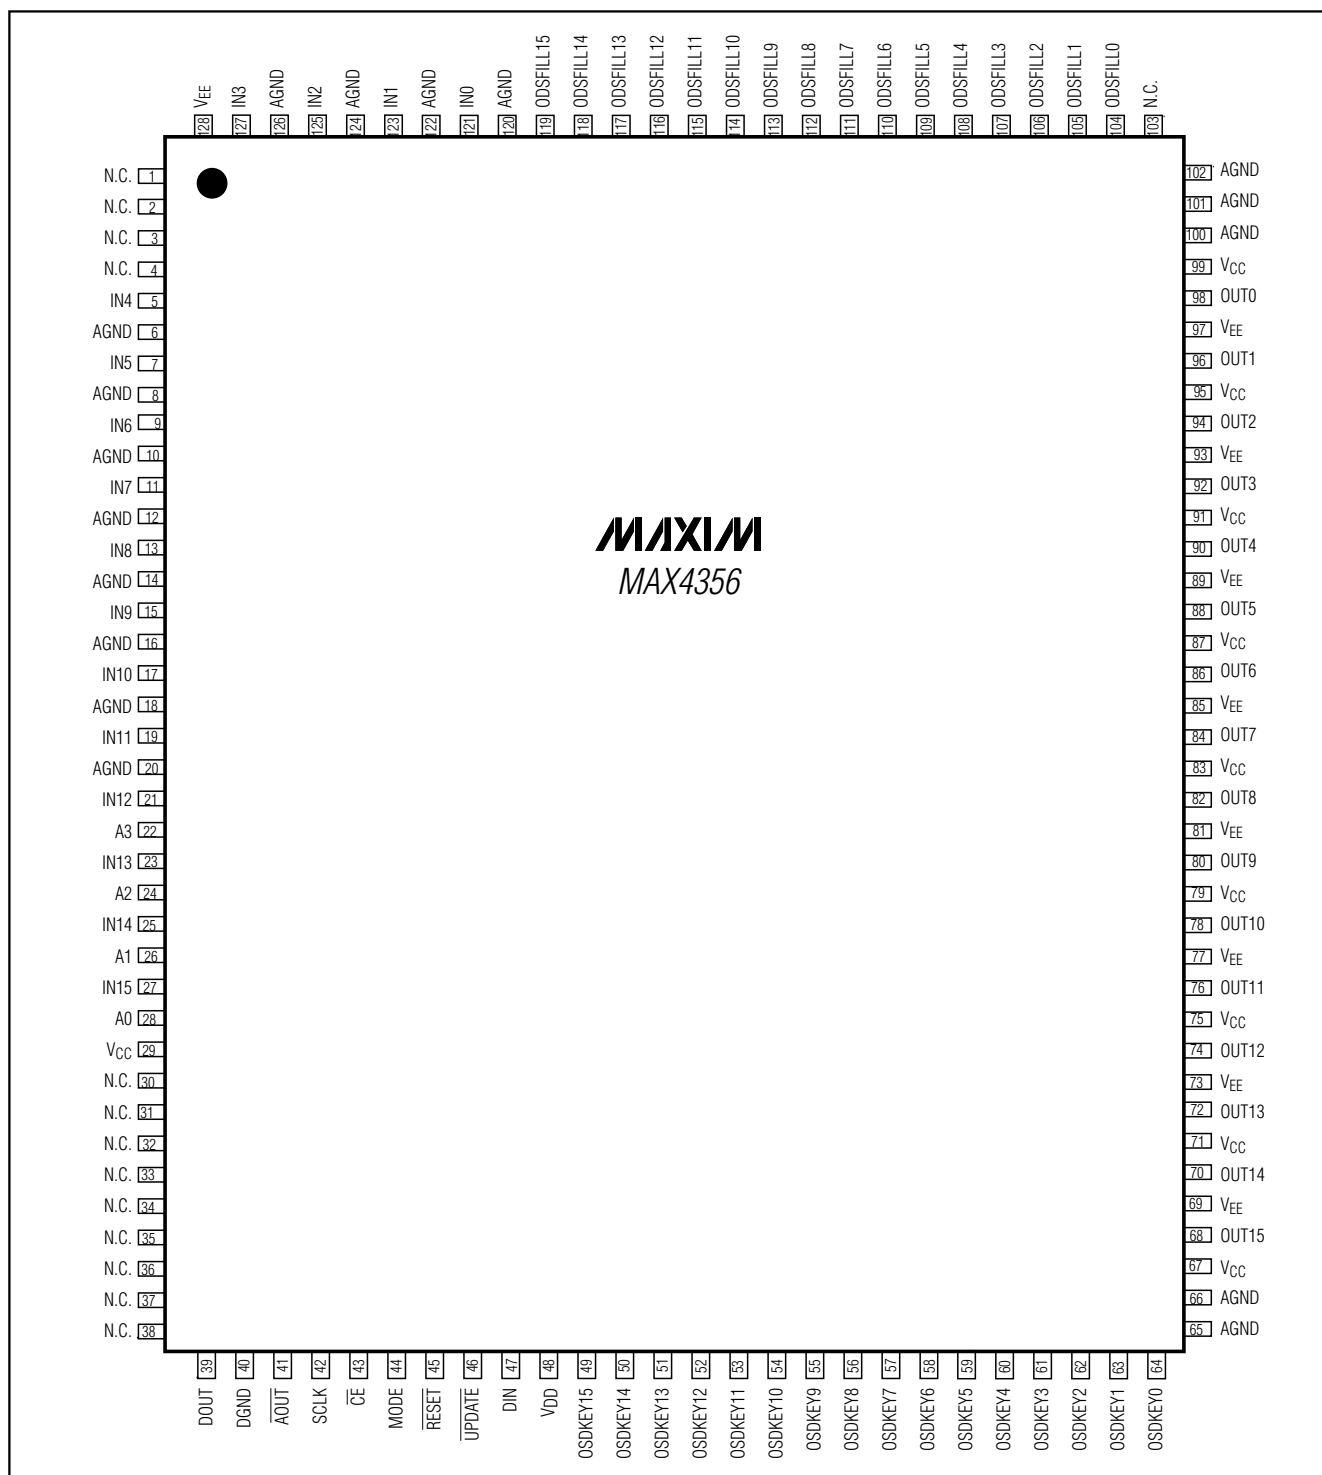 VEE IN3 AGND IN2 AGND IN1 AGND IN0 AGND ODSFILL15 ODSFILL14 ODSFILL13 ODSFILL12 ODSFILL11 ODSFILL10 ODSFILL9 ODSFILL8 ODSFILL7 ODSFILL6 ODSFILL5 ODSFILL4 ODSFILL3 ODSFILL2 ODSFILL1 ODSFILL0 N.C.
128 127 126 125 124 123 122 121 120 119 118 117 116 115 114 113 112 111 110 109 108 107 106 105 104 103
N.C. 1
N.C. 2
N.C. 3
N.C. 4
IN4 5
AGND 6
IN5 7
AGND 8
IN6 9
AGND 10
IN7 11
AGND 12
IN8 13
AGND 14
IN9 15
AGND 16
IN10 17
AGND 18
IN11 19
AGND 20
IN12 21
A3 22
IN13 23
A2 24
IN14 25
A1 26
IN15 27
A0 28
VCC 29
N.C. 30
N.C. 31
N.C. 32
N.C. 33
N.C. 34
N.C. 35
N.C. 36
N.C. 37
N.C. 38
MAXIM
MAX4356
102 AGND
101 AGND
100 AGND
99 VCC
98 OUT0
97 VEE
96 OUT1
95 VCC
94 OUT2
93 VEE
92 OUT3
91 VCC
90 OUT4
89 VEE
88 OUT5
87 VCC
86 OUT6
85 VEE
84 OUT7
83 VCC
82 OUT8
81 VEE
80 OUT9
79 VCC
78 OUT10
77 VEE
76 OUT11
75 VCC
74 OUT12
73 VEE
72 OUT13
71 VCC
70 OUT14
69 VEE
68 OUT15
67 VCC
66 AGND
65 AGND
39 40 41 42 43 44 45 46 47 48 49 50 51 52 53 54 55 56 57 58 59 60 61 62 63 64
DOUT DGND AOUT SCLK CE MODE RESET UPDATE DIN VDD OSDKEY15 OSDKEY14 OSDKEY13 OSDKEY12 OSDKEY11 OSDKEY10 OSDKEY9 OSDKEY8 OSDKEY7 OSDKEY6 OSDKEY5 OSDKEY4 OSDKEY3 OSDKEY2 OSDKEY1 OSDKEY0